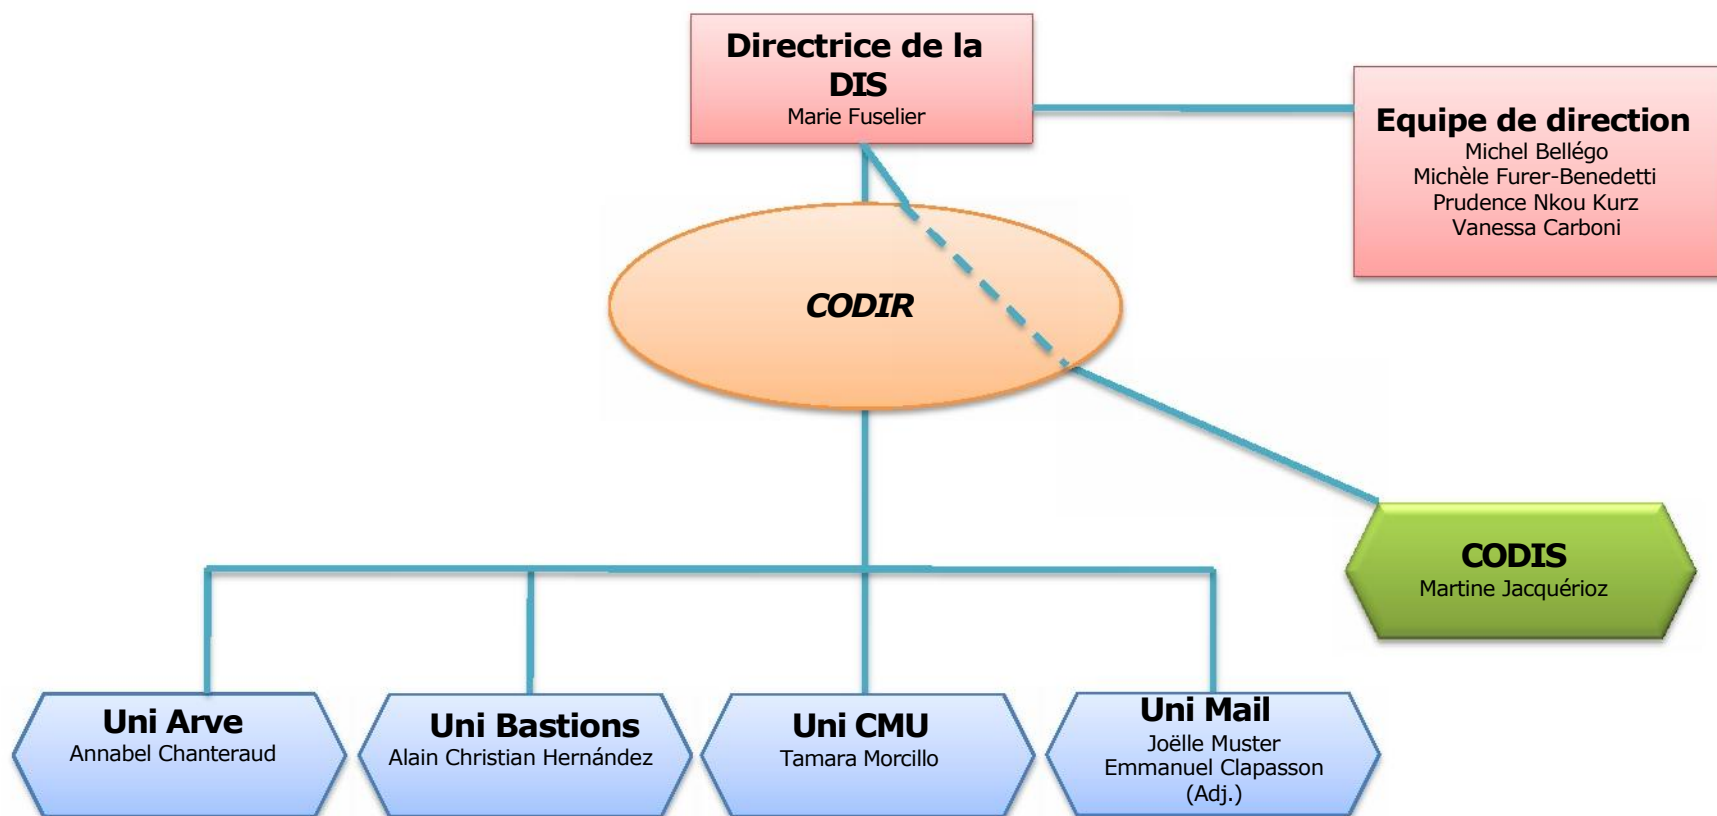 Directrice de la
DIS
Marie Fuselier
Equipe de direction
Michel Bellégo
Michèle Furer-Benedetti
Prudence Nkou Kurz
Vanessa Carboni
CODIR
CODIS
Martine Jacquérioz
Uni Arve
Annabel Chanteraud
Uni Bastions
Alain Christian Hernández
Uni CMU
Tamara Morcillo
Uni Mail
Joëlle Muster
Emmanuel Clapasson
(Adj.)